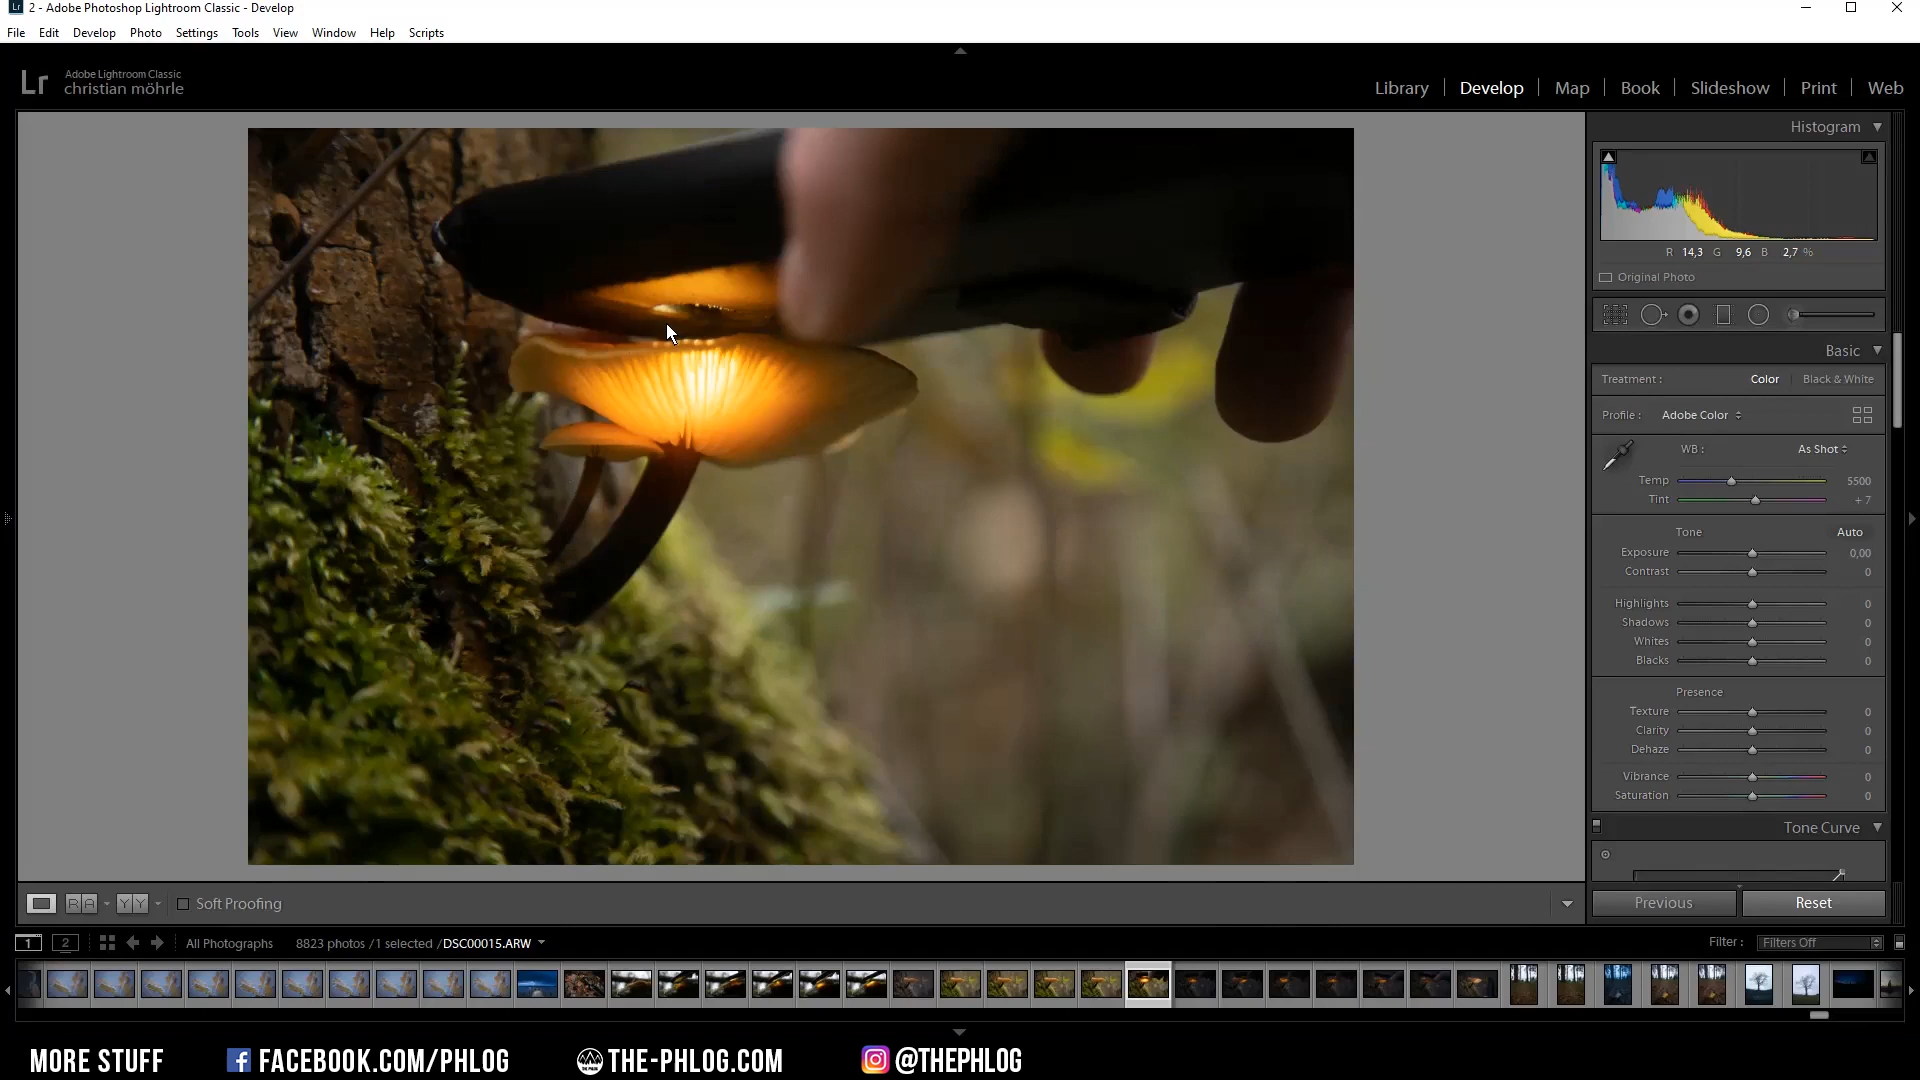 Lr 2 - Adobe Photoshop Lightroom Classic - Develop
File Edit Develop Photo Settings Tools View Window Help Scripts
Lr Adobe Lightroom Classic
christian möhrle
Library Develop Map Book Slideshow Print Web
Histogram
R 14,3 G 9,6 B 2,7 %
Original Photo
Basic
Treatment : Color Black & White
Profile : Adobe Color
WB : As Shot
Temp 5500
Tint + 7
Tone Auto
Exposure 0,00
Contrast 0
Highlights 0
Shadows 0
Whites 0
Blacks 0
Presence
Texture 0
Clarity 0
Dehaze 0
Vibrance 0
Saturation 0
Tone Curve
Previous Reset
R A Y Y Soft Proofing
1 2 All Photographs 8823 photos / 1 selected / DSC00015.ARW Filter : Filters Off
MORE STUFF f FACEBOOK.COM/PHLOG THE-PHLOG.COM @THEPHLOG